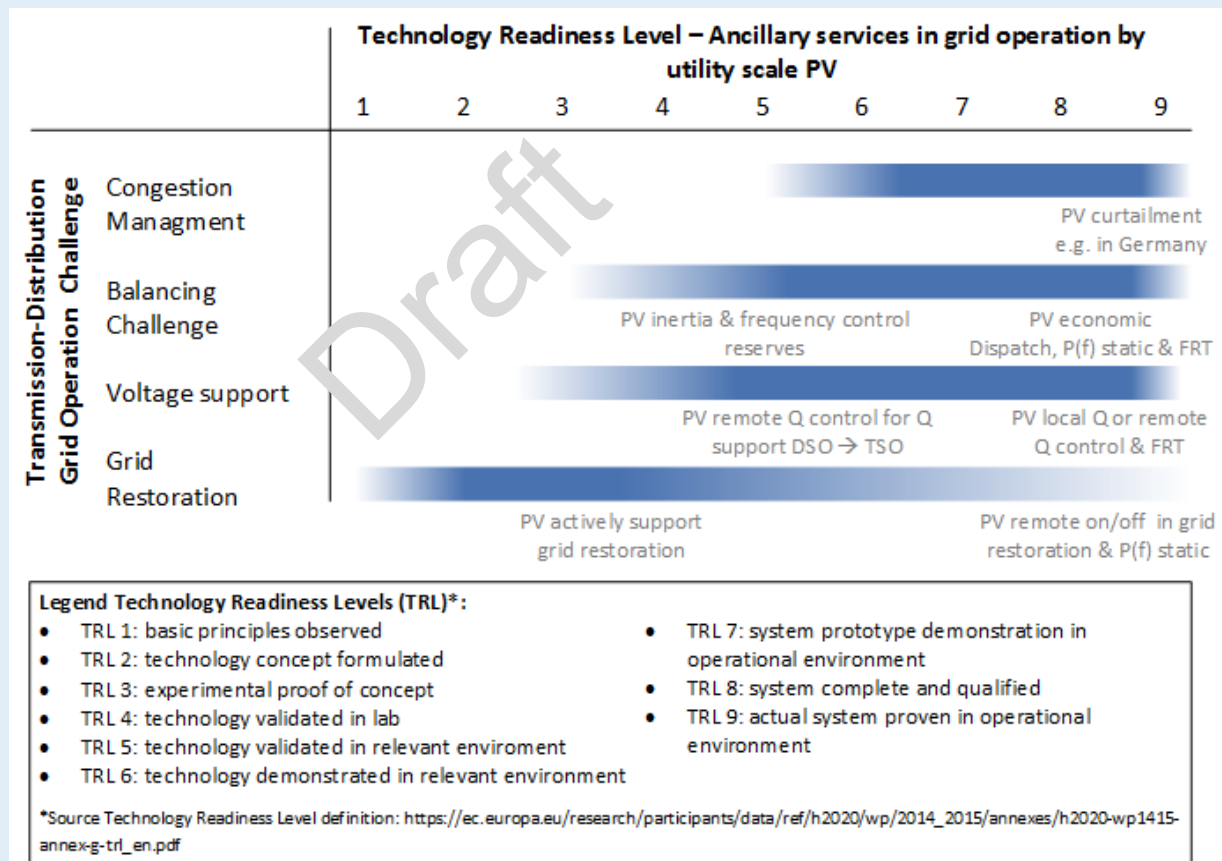 Technology Readiness Level – Ancillary services in grid operation by
utility scale PV
1 2 3 4 5 6 7 8 9
Transmission-Distribution
Grid Operation Challenge
Congestion
Managment
PV curtailment
e.g. in Germany
Balancing
Challenge
PV inertia & frequency control
reserves
PV economic
Dispatch, P(f) static & FRT
Voltage support
PV remote Q control for Q
support DSO → TSO
PV local Q or remote
Q control & FRT
Grid
Restoration
PV actively support
grid restoration
PV remote on/off in grid
restoration & P(f) static
Draft
Legend Technology Readiness Levels (TRL)*:
• TRL 1: basic principles observed
• TRL 2: technology concept formulated
• TRL 3: experimental proof of concept
• TRL 4: technology validated in lab
• TRL 5: technology validated in relevant enviroment
• TRL 6: technology demonstrated in relevant environment
• TRL 7: system prototype demonstration in
operational environment
• TRL 8: system complete and qualified
• TRL 9: actual system proven in operational
environment
*Source Technology Readiness Level definition: https://ec.europa.eu/research/participants/data/ref/h2020/wp/2014_2015/annexes/h2020-wp1415-
annex-g-trl_en.pdf